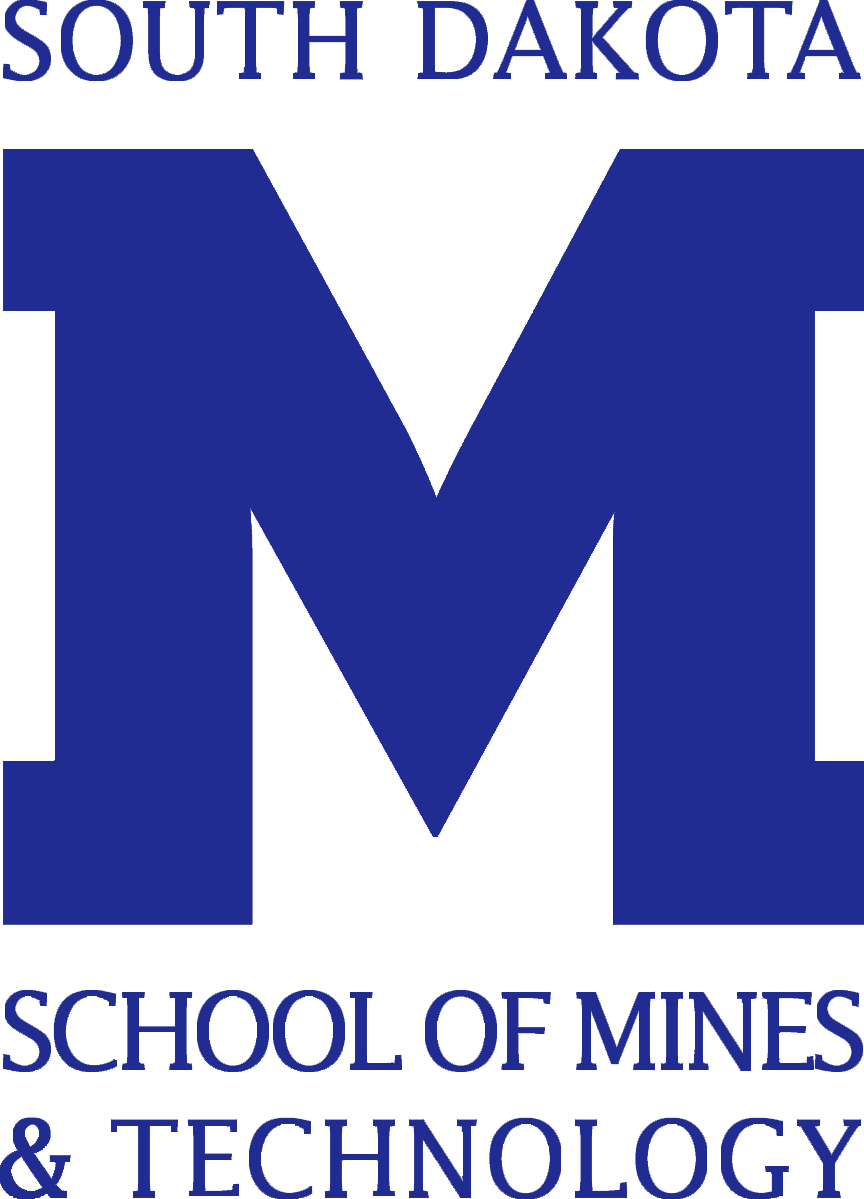 SOUTH DAKOTA
M
SCHOOL OF MINES
& TECHNOLOGY